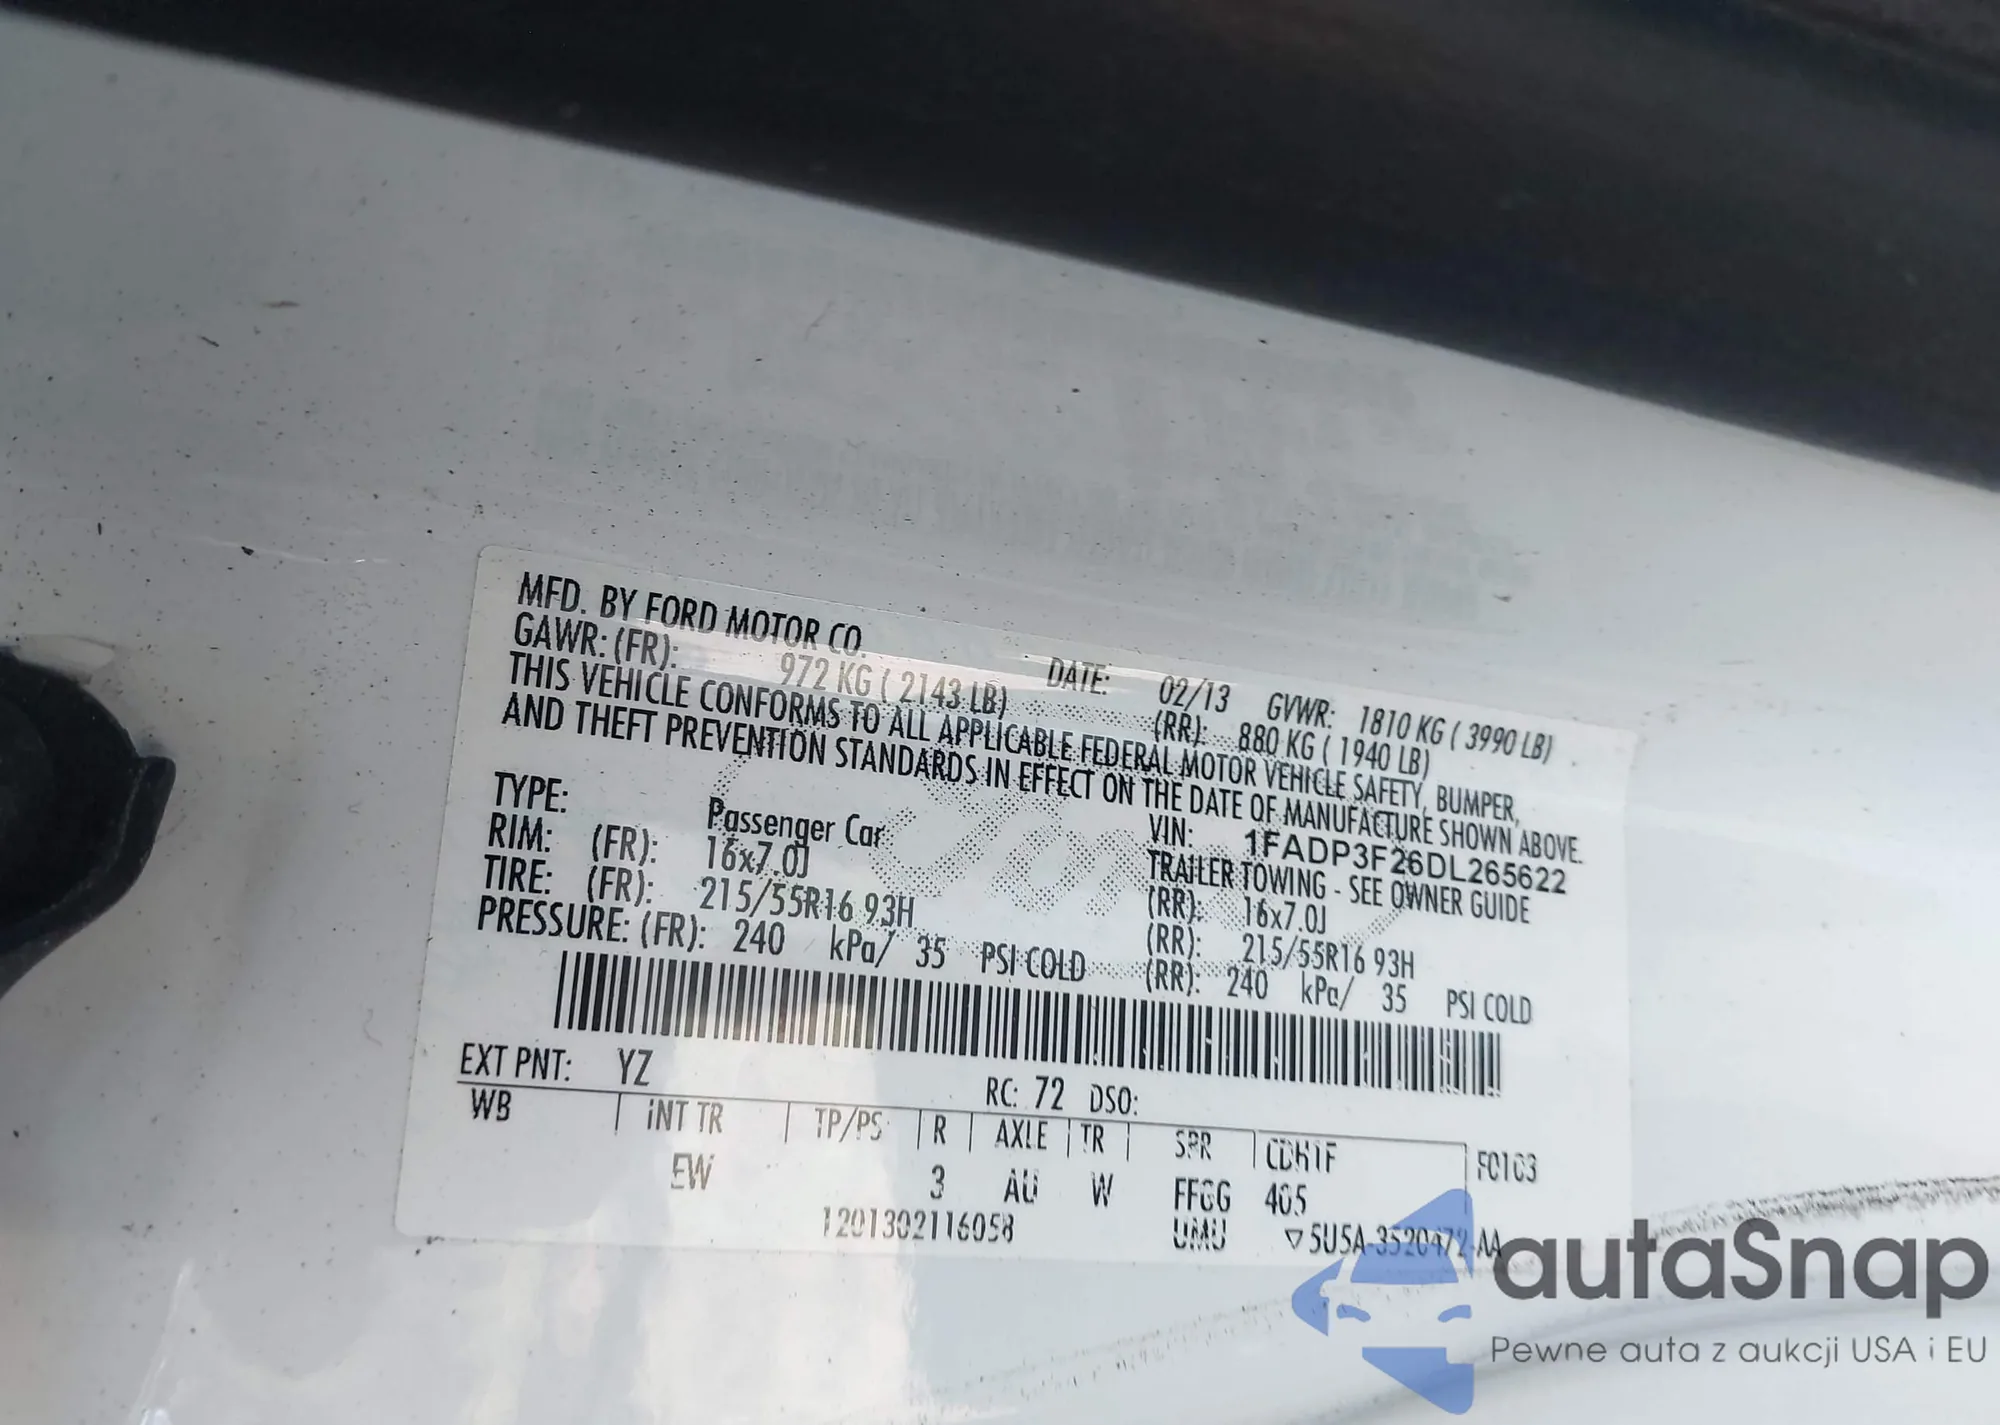 MFD. BY FORD MOTOR CO.
DATE: 02/13 GVWR: 1810 KG ( 3990 LB)
GAWR: (FR): 972 KG ( 2143 LB) (RR): 880 KG ( 1940 LB)
THIS VEHICLE CONFORMS TO ALL APPLICABLE FEDERAL MOTOR VEHICLE SAFETY, BUMPER,
AND THEFT PREVENTION STANDARDS IN EFFECT ON THE DATE OF MANUFACTURE SHOWN ABOVE.
VIN: 1FADP3F26DL265622
TYPE: Passenger Car TRAILER TOWING - SEE OWNER GUIDE
RIM: (FR): 16x7.0J (RR): 16x7.0J
TIRE: (FR): 215/55R16 93H (RR): 215/55R16 93H
PRESSURE: (FR): 240 kPa/ 35 PSI COLD (RR): 240 kPa/ 35 PSI COLD
EXT PNT: YZ RC: 72 DSO:
WB INT TR TP/PS R AXLE TR SPR CDH1F F0103
EW 3 AU W FFGG 405
1201302116058 UMU ▽5U5A-3520472-AA
autaSnap
Pewne auta z aukcji USA i EU